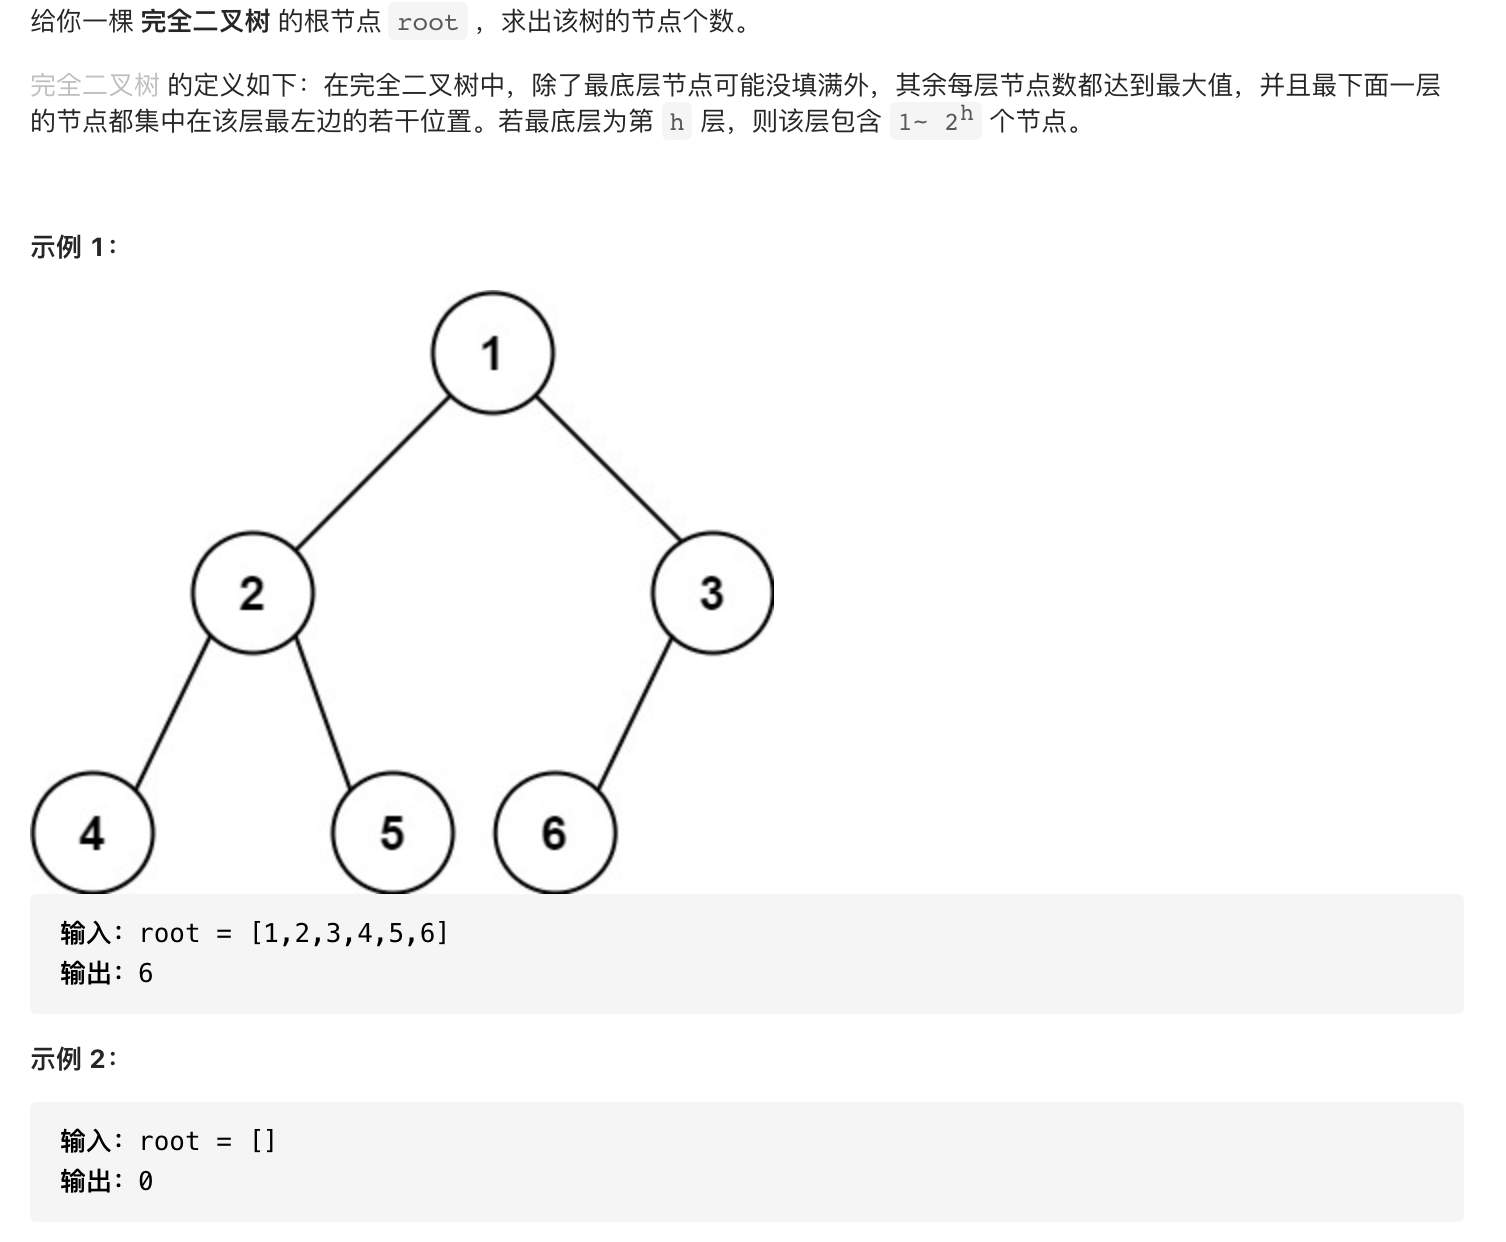 给你一棵 完全二叉树 的根节点 root ，求出该树的节点个数。
完全二叉树 的定义如下：在完全二叉树中，除了最底层节点可能没填满外，其余每层节点数都达到最大值，并且最下面一层
的节点都集中在该层最左边的若干位置。若最底层为第 h 层，则该层包含 1~ 2^h 个节点。
示例 1：
1
2
3
4
5
6
输入：root = [1,2,3,4,5,6]
输出：6
示例 2：
输入：root = []
输出：0